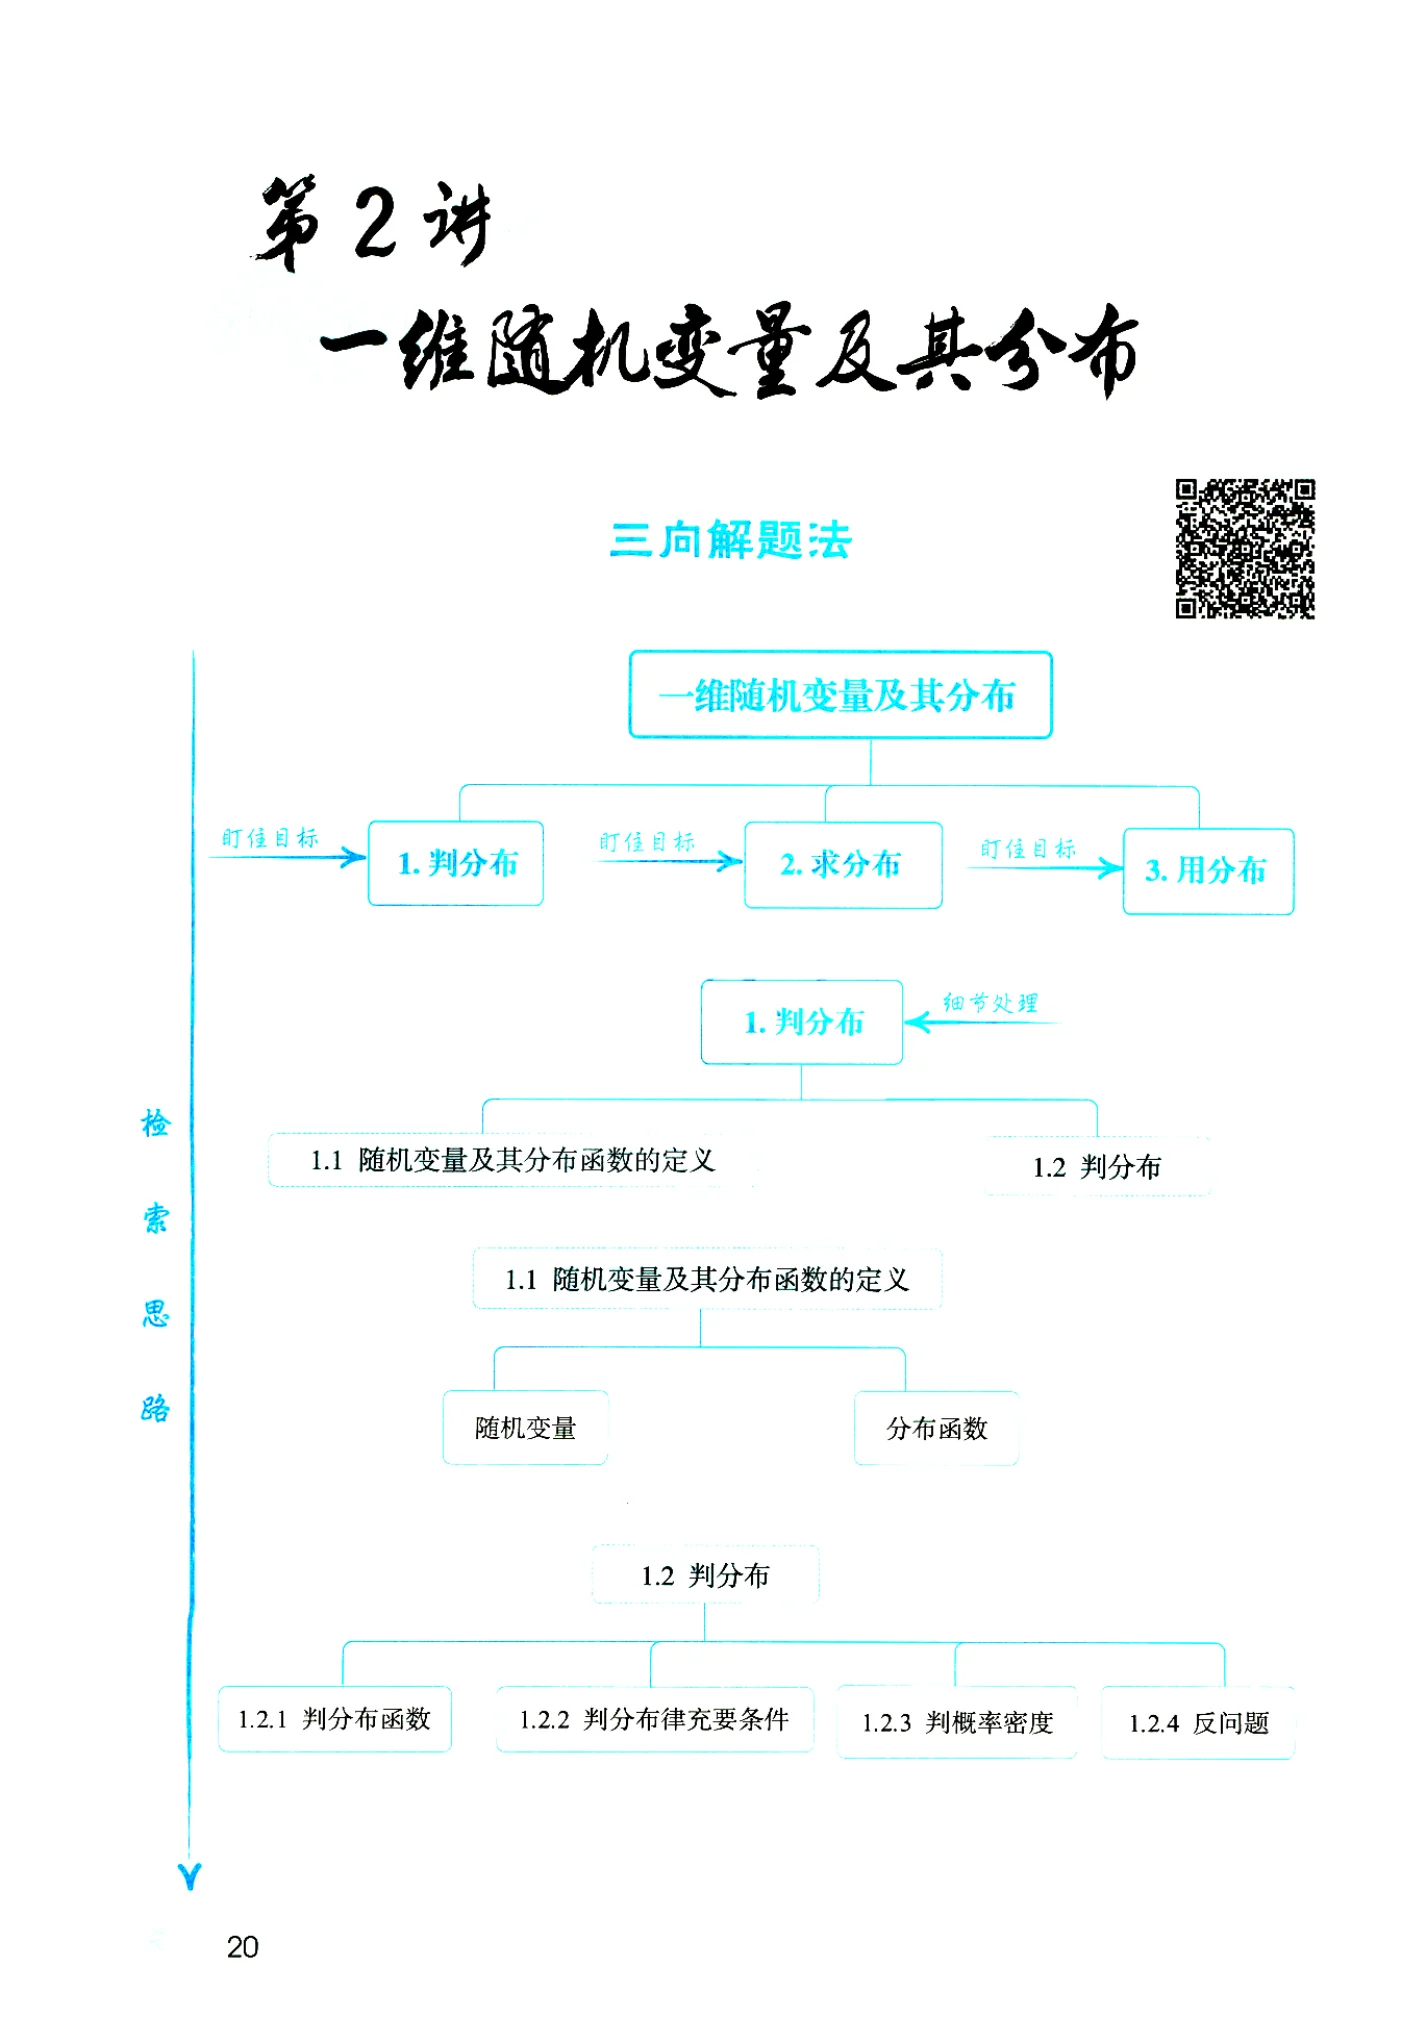 第2讲
一维随机变量及其分布
三向解题法
一维随机变量及其分布
盯住目标
1. 判分布
盯住目标
2. 求分布
盯住目标
3. 用分布
1. 判分布
细节处理
1.1 随机变量及其分布函数的定义
1.2 判分布
检索思路
1.1 随机变量及其分布函数的定义
随机变量
分布函数
1.2 判分布
1.2.1 判分布函数
1.2.2 判分布律充要条件
1.2.3 判概率密度
1.2.4 反问题
20